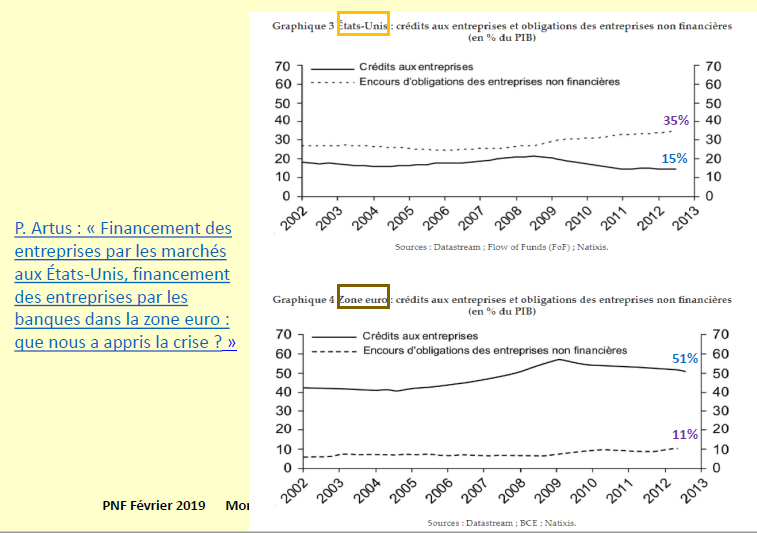 Graphique 3 États-Unis : crédits aux entreprises et obligations des entreprises non financières
(en % du PIB)
70 70
Crédits aux entreprises
60 60
Encours d'obligations des entreprises non financières
50 50
40 40
35%
30 30
20 20
15%
10 10
0 0
2002 2003 2004 2005 2006 2007 2008 2009 2010 2011 2012 2013
Sources : Datastream ; Flow of Funds (FoF) ; Natixis.
P. Artus : « Financement des
entreprises par les marchés
aux États-Unis, financement
des entreprises par les
banques dans la zone euro :
que nous a appris la crise ? »
Graphique 4 Zone euro : crédits aux entreprises et obligations des entreprises non financières
(en % du PIB)
70 70
Crédits aux entreprises
60 60
Encours d'obligations des entreprises non financières
51%
50 50
40 40
30 30
20 20
11%
10 10
0 0
2002 2003 2004 2005 2006 2007 2008 2009 2010 2011 2012 2013
PNF Février 2019
Sources : Datastream ; BCE ; Natixis.